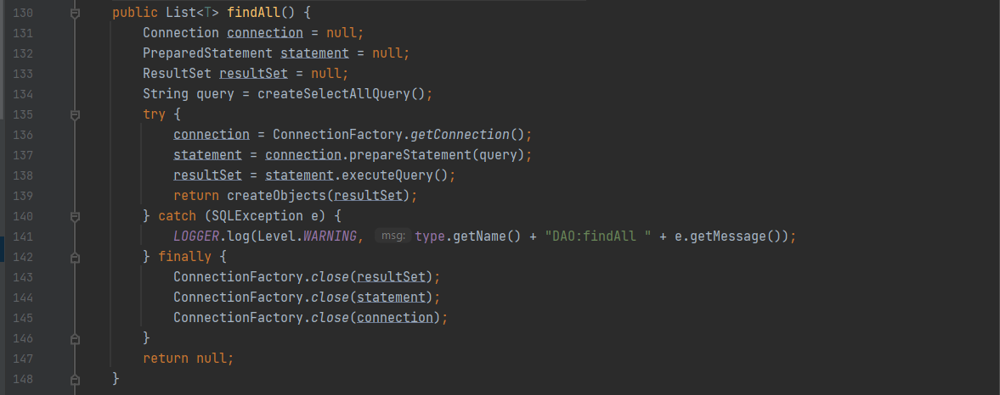 130 public List<T> findAll() {
131 Connection connection = null;
132 PreparedStatement statement = null;
133 ResultSet resultSet = null;
134 String query = createSelectAllQuery();
135 try {
136 connection = ConnectionFactory.getConnection();
137 statement = connection.prepareStatement(query);
138 resultSet = statement.executeQuery();
139 return createObjects(resultSet);
140 } catch (SQLException e) {
141 LOGGER.log(Level.WARNING, msg: type.getName() + "DAO:findAll " + e.getMessage());
142 } finally {
143 ConnectionFactory.close(resultSet);
144 ConnectionFactory.close(statement);
145 ConnectionFactory.close(connection);
146 }
147 return null;
148 }